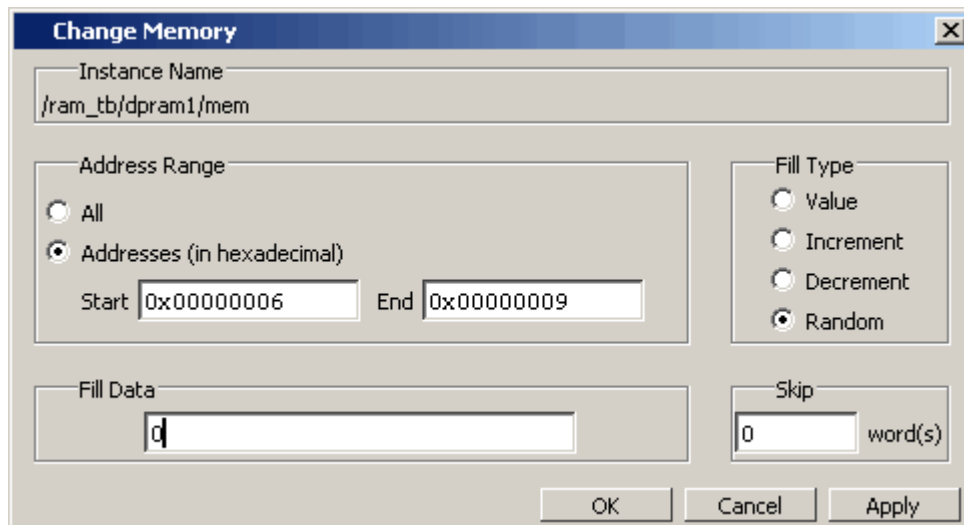 Change Memory
Instance Name
/ram_tb/dpram1/mem
Address Range
All
Addresses (in hexadecimal)
Start 0x00000006 End 0x00000009
Fill Type
Value
Increment
Decrement
Random
Fill Data
0
Skip
0 word(s)
OK Cancel Apply